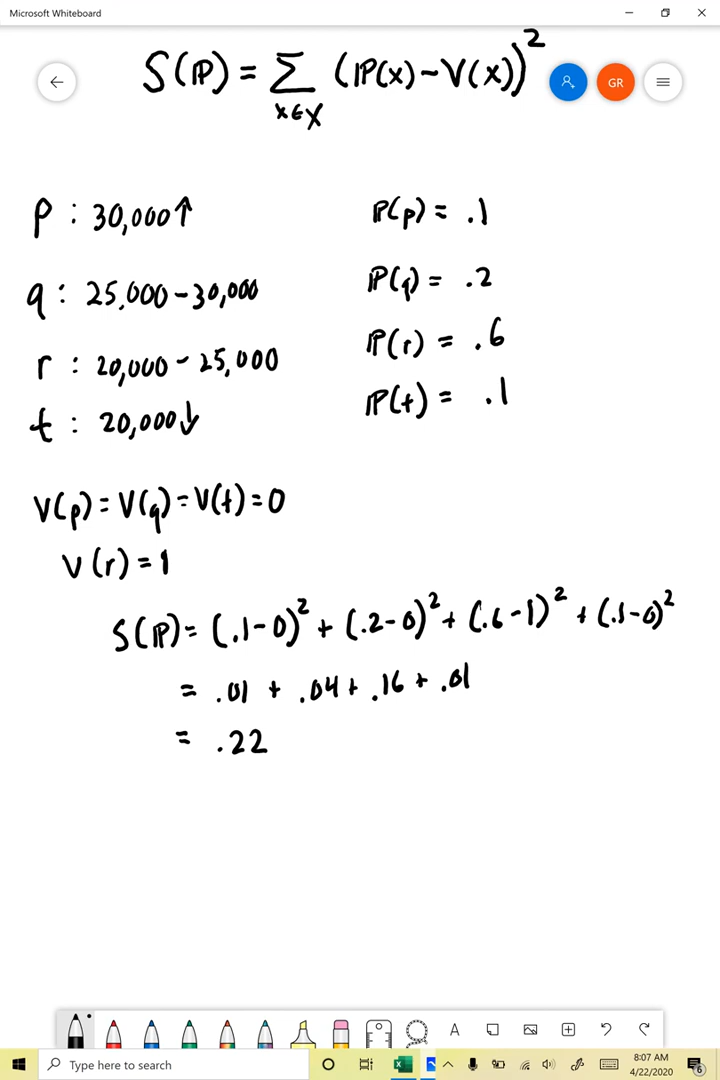 Microsoft Whiteboard
S(ℙ) = Σ (ℙ(x) − V(x))²
x∈X
GR
p : 30,000↑
ℙ(p) = .1
q : 25,000 − 30,000
ℙ(q) = .2
r : 20,000 − 25,000
ℙ(r) = .6
t : 20,000↓
ℙ(t) = .1
V(p) = V(q) = V(t) = 0
V(r) = 1
S(ℙ) = (.1 − 0)² + (.2 − 0)² + (.6 − 1)² + (.1 − 0)²
= .01 + .04 + .16 + .01
= .22
A
Type here to search
8:07 AM
4/22/2020
6